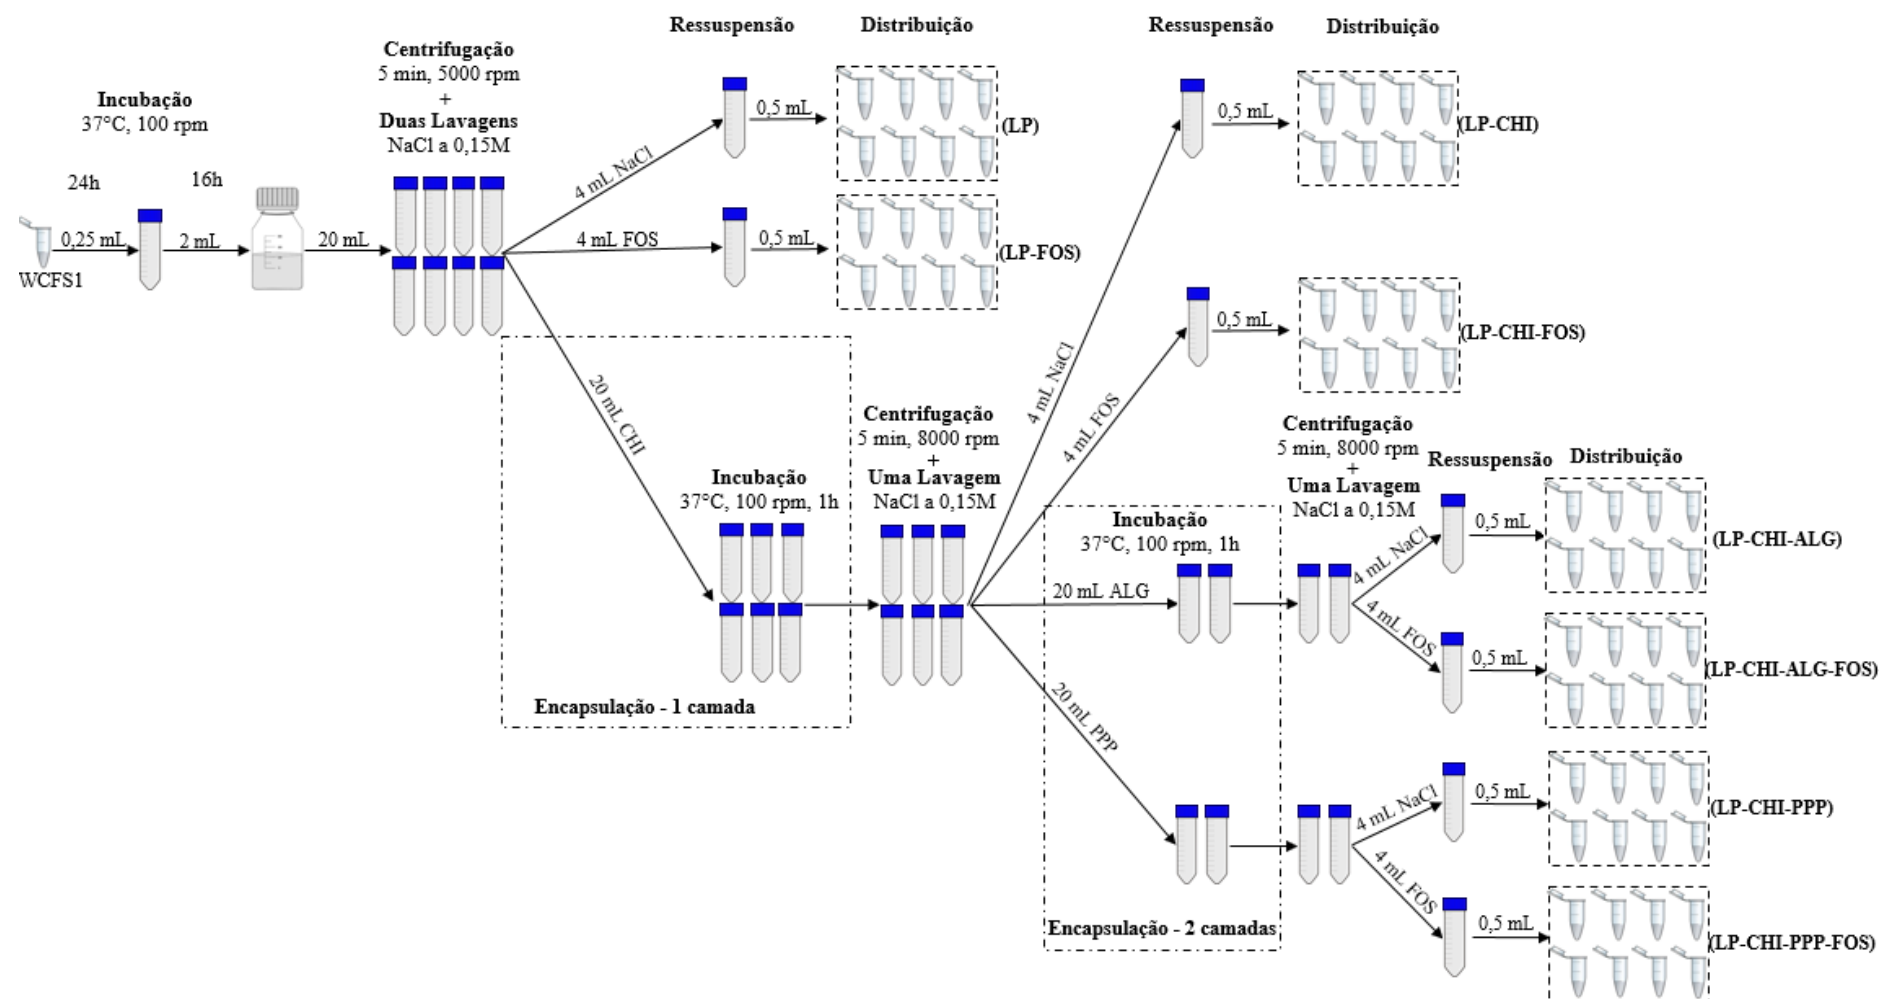 Incubação
37°C, 100 rpm
24h
16h
0,25 mL
WCFS1
2 mL
20 mL
Centrifugação
5 min, 5000 rpm
+
Duas Lavagens
NaCl a 0,15M
Ressuspensão
Distribuição
4 mL NaCl
0,5 mL
(LP)
4 mL FOS
0,5 mL
(LP-FOS)
20 mL CHI
Incubação
37°C, 100 rpm, 1h
Encapsulação - 1 camada
Centrifugação
5 min, 8000 rpm
+
Uma Lavagem
NaCl a 0,15M
Ressuspensão
Distribuição
4 mL NaCl
0,5 mL
(LP-CHI)
4 mL FOS
0,5 mL
(LP-CHI-FOS)
Incubação
37°C, 100 rpm, 1h
20 mL ALG
20 mL PPP
Encapsulação - 2 camadas
Centrifugação
5 min, 8000 rpm
+
Uma Lavagem
NaCl a 0,15M
Ressuspensão
Distribuição
4 mL NaCl
0,5 mL
(LP-CHI-ALG)
4 mL FOS
0,5 mL
(LP-CHI-ALG-FOS)
4 mL NaCl
0,5 mL
(LP-CHI-PPP)
4 mL FOS
0,5 mL
(LP-CHI-PPP-FOS)